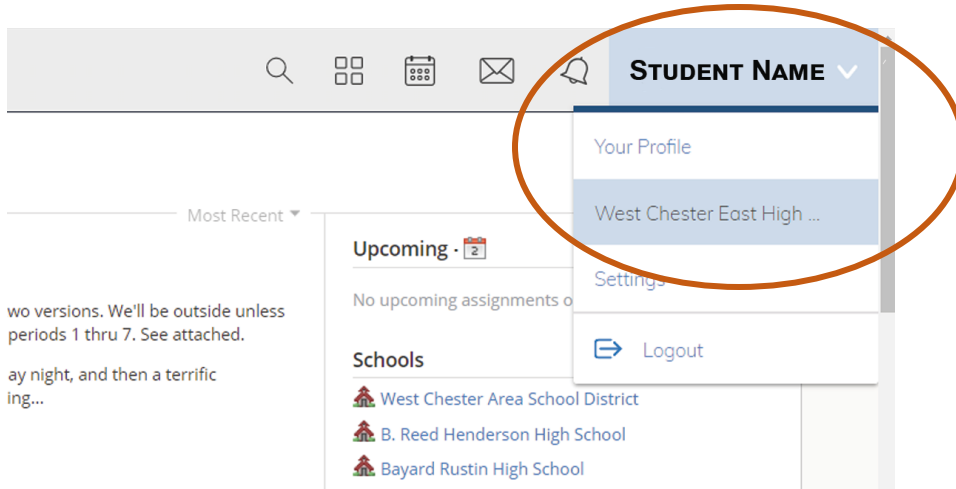 STUDENT NAME
Your Profile
West Chester East High ...
Settings
Logout
Most Recent
wo versions. We'll be outside unless
periods 1 thru 7. See attached.
ay night, and then a terrific
ing...
Upcoming · 2
No upcoming assignments o
Schools
West Chester Area School District
B. Reed Henderson High School
Bayard Rustin High School